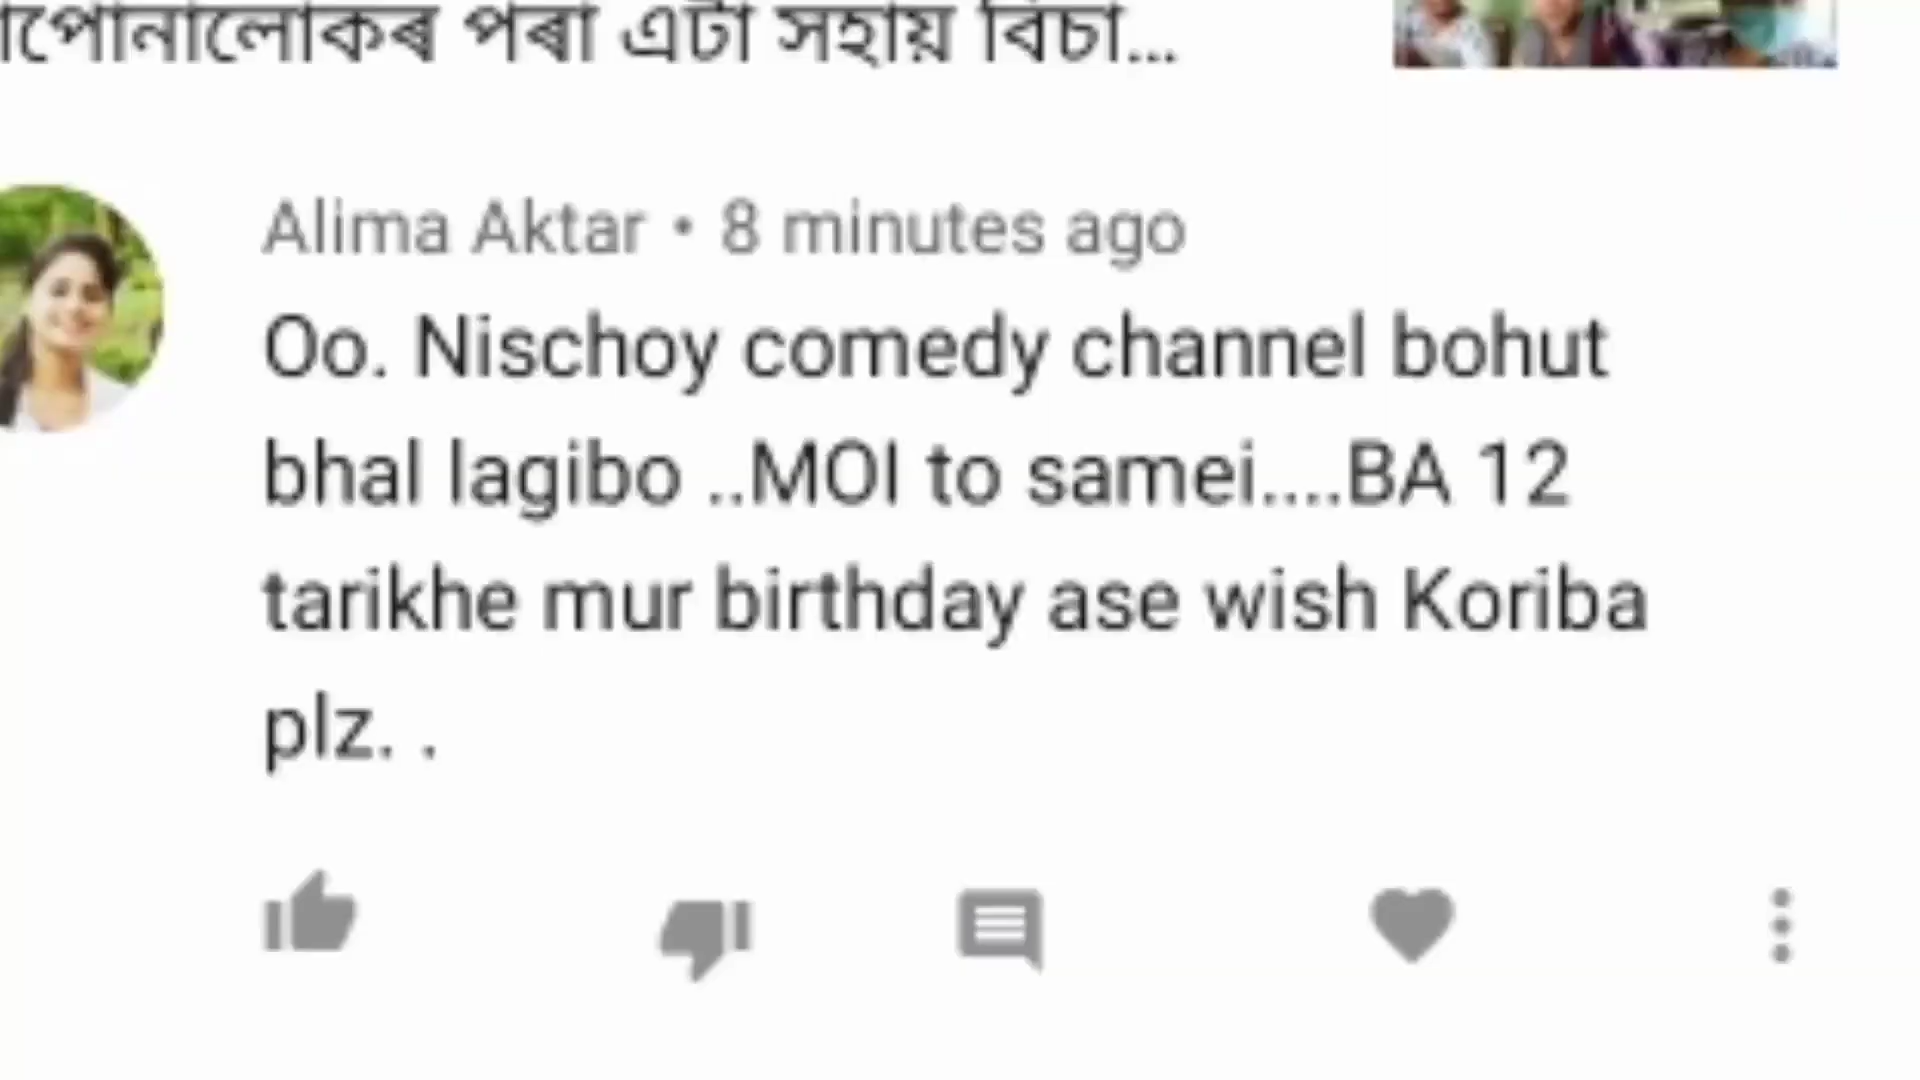 াপোনালোকৰ পৰা এটা সহায় বিচা...
Alima Aktar • 8 minutes ago
Oo. Nischoy comedy channel bohut
bhal lagibo ..MOI to samei....BA 12
tarikhe mur birthday ase wish Koriba
plz. .